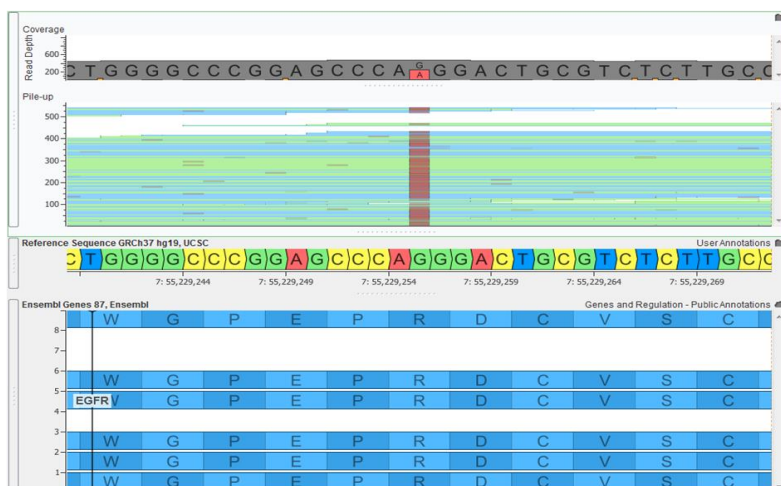 Coverage
Read Depth
600
400
200
C T G G G G C C C G G A G C C C A G G G A C T G C G T C T C T T G C C
A
Pile-up
500
400
300
200
100
Reference Sequence GRCh37 hg19, UCSC
User Annotations
C T G G G G C C C G G A G C C C A G G G A C T G C G T C T C T T G C C
7: 55,229,244
7: 55,229,249
7: 55,229,254
7: 55,229,259
7: 55,229,264
7: 55,229,269
Ensembl Genes 87, Ensembl
Genes and Regulation - Public Annotations
8
W G P E P R D C V S C
7
6
W G P E P R D C V S C
5
EGFR
G P E P R D C V S C
4
3
W G P E P R D C V S C
2
W G P E P R D C V S C
1
W G P E P R D C V S C